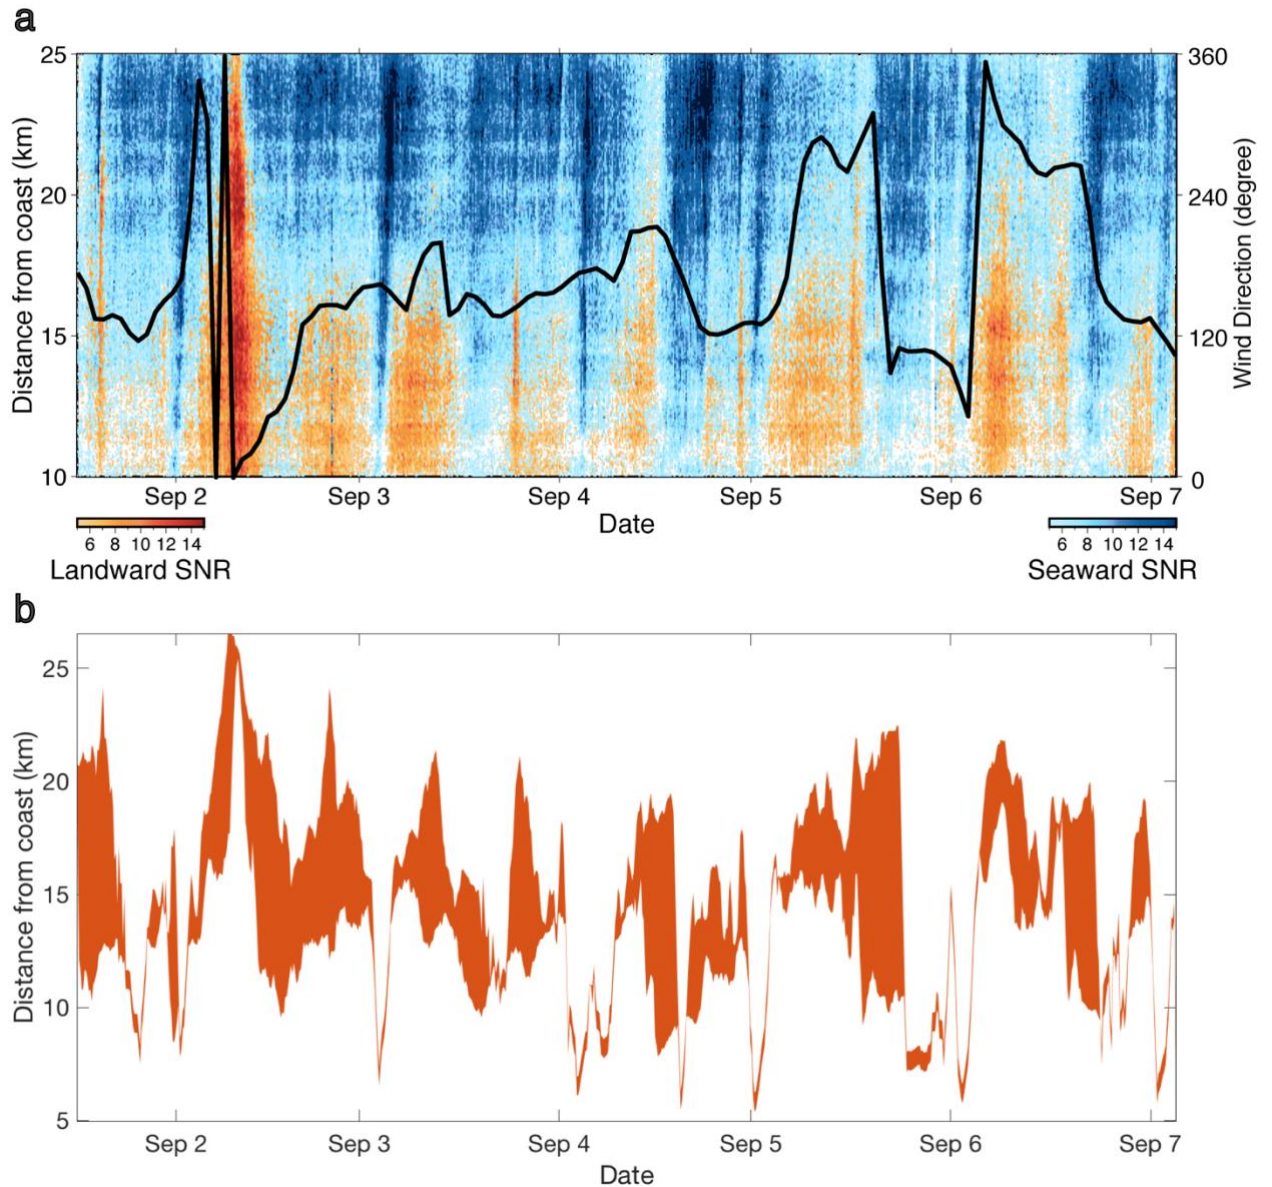 a
25
20
15
10
Distance from coast (km)
360
240
120
0
Wind Direction (degree)
Sep 2 Sep 3 Sep 4 Sep 5 Sep 6 Sep 7
Date
6 8 10 12 14
Landward SNR
6 8 10 12 14
Seaward SNR
b
25
20
15
10
5
Distance from coast (km)
Sep 2 Sep 3 Sep 4 Sep 5 Sep 6 Sep 7
Date